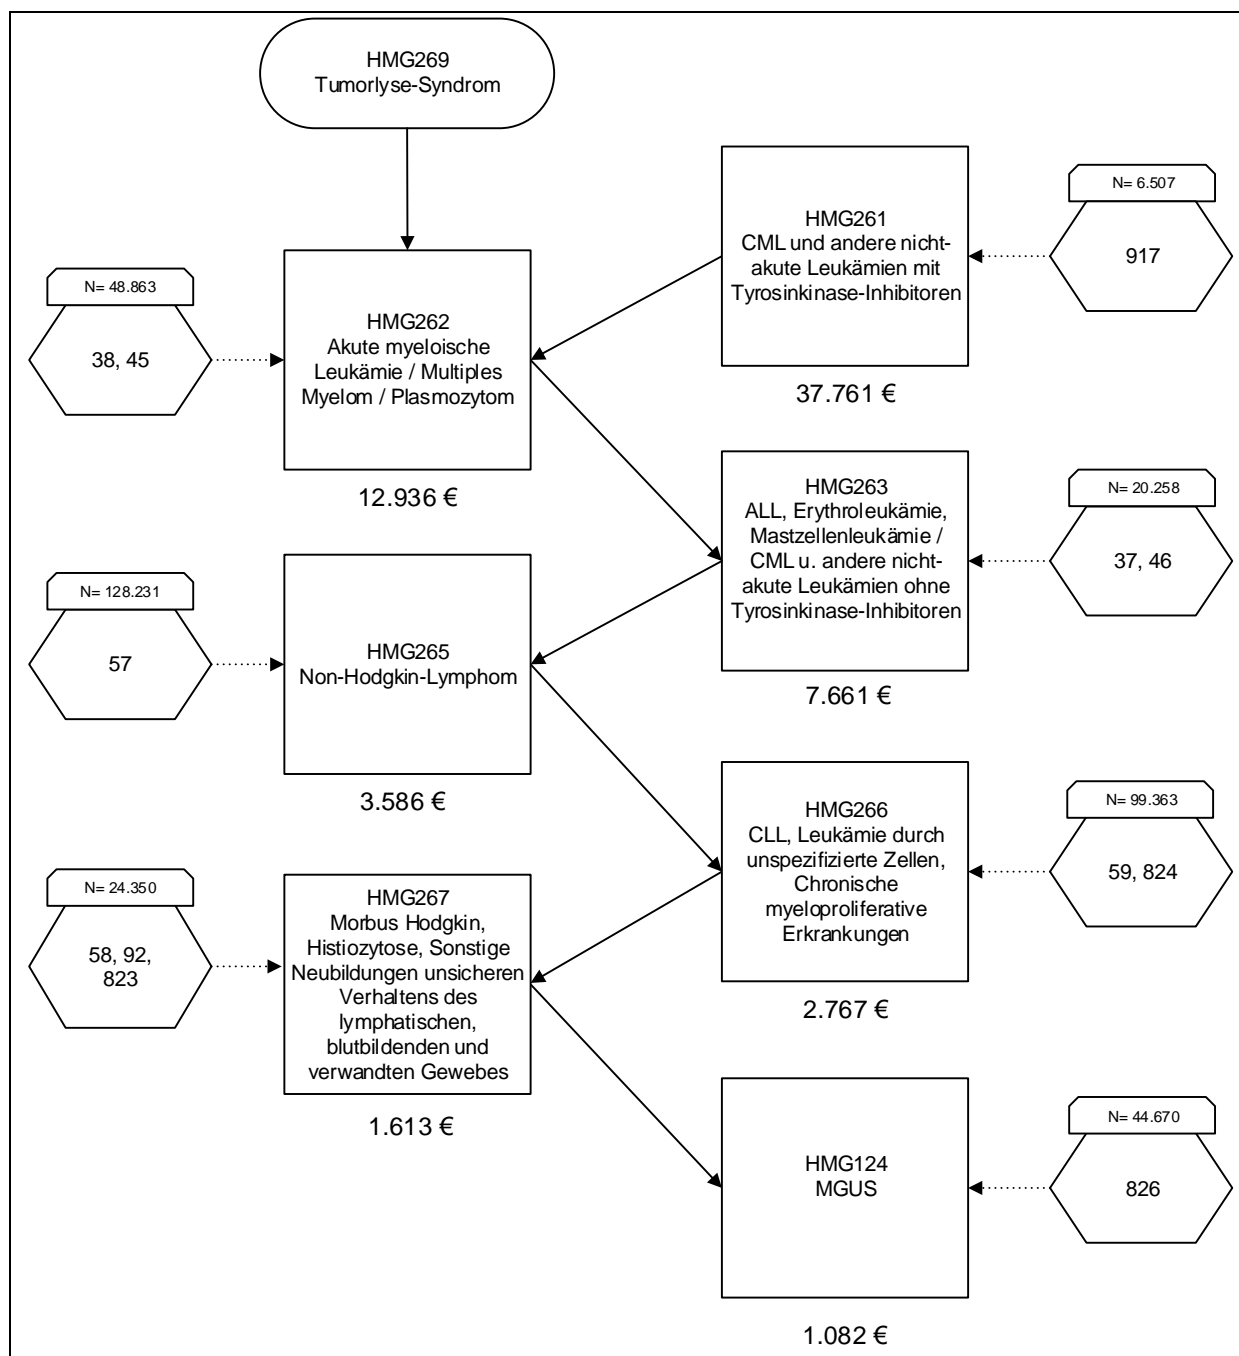 HMG269
Tumorlyse-Syndrom
N= 6.507
917
HMG261
CML und andere nicht-
akute Leukämien mit
Tyrosinkinase-Inhibitoren
37.761 €
N= 48.863
38, 45
HMG262
Akute myeloische
Leukämie / Multiples
Myelom / Plasmozytom
12.936 €
HMG263
ALL, Erythroleukämie,
Mastzellenleukämie /
CML u. andere nicht-
akute Leukämien ohne
Tyrosinkinase-Inhibitoren
7.661 €
N= 20.258
37, 46
N= 128.231
57
HMG265
Non-Hodgkin-Lymphom
3.586 €
HMG266
CLL, Leukämie durch
unspezifizierte Zellen,
Chronische
myeloproliferative
Erkrankungen
2.767 €
N= 99.363
59, 824
N= 24.350
58, 92,
823
HMG267
Morbus Hodgkin,
Histiozytose, Sonstige
Neubildungen unsicheren
Verhaltens des
lymphatischen,
blutbildenden und
verwandten Gewebes
1.613 €
HMG124
MGUS
1.082 €
N= 44.670
826